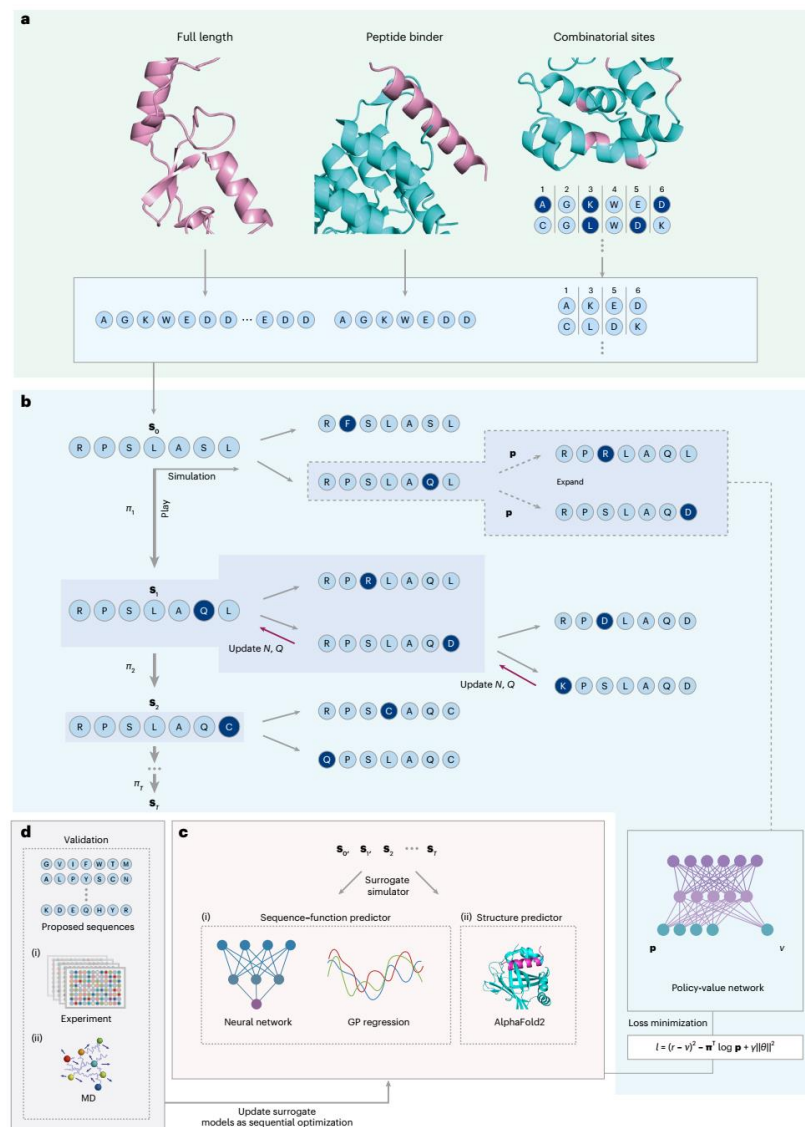 a
Full length
Peptide binder
Combinatorial sites
1 2 3 4 5 6
A G K W E D
C G L W D K
1 3 5 6
A G K W E D D ··· E D D
A G K W E D D
A K E D
C L D K
b
s0
R P S L A S L
R F S L A S L
Simulation
R P S L A Q L
p
R P R L A Q L
Expand
p
R P S L A Q D
π1
Play
s1
R P S L A Q L
R P R L A Q L
Update N, Q
R P S L A Q D
R P D L A Q D
Update N, Q
K P S L A Q D
π2
s2
R P S L A Q C
R P S C A Q C
Q P S L A Q C
πT
sT
d
Validation
G V I F W T M
A L P Y S C N
K D E Q H Y R
Proposed sequences
(i)
Experiment
(ii)
MD
c
s0, s1, s2 ··· sT
Surrogate
simulator
(i)
Sequence–function predictor
Neural network
GP regression
(ii)
Structure predictor
AlphaFold2
p
v
Policy-value network
Loss minimization
l = (r – v)² – πᵀ log p + γ||θ||²
Update surrogate
models as sequential optimization